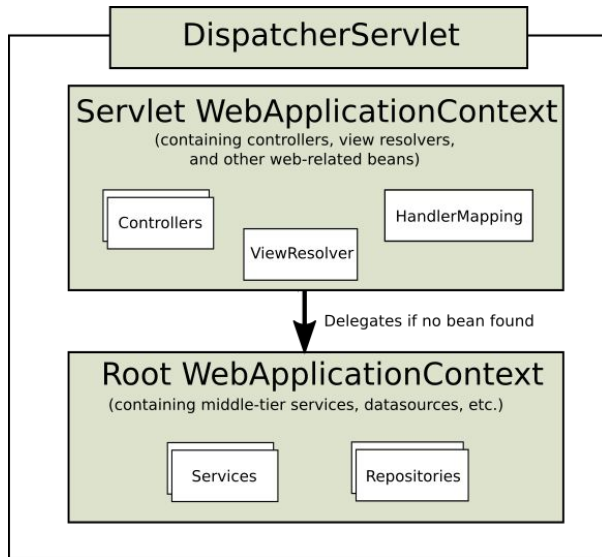 DispatcherServlet
Servlet WebApplicationContext
(containing controllers, view resolvers,
and other web-related beans)
Controllers
HandlerMapping
ViewResolver
Delegates if no bean found
Root WebApplicationContext
(containing middle-tier services, datasources, etc.)
Services
Repositories